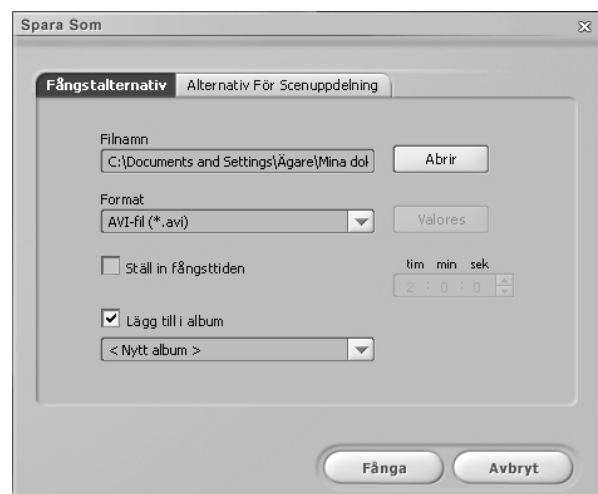 Spara Som
Fångstalternativ Alternativ För Scenuppdelning
Filnamn
C:\Documents and Settings\Ägare\Mina dok Abrir
Format
AVI-fil (*.avi) Valores
Ställ in fångsttiden tim min sek
2 : 0 : 0
Lägg till i album
< Nytt album >
Fånga Avbryt